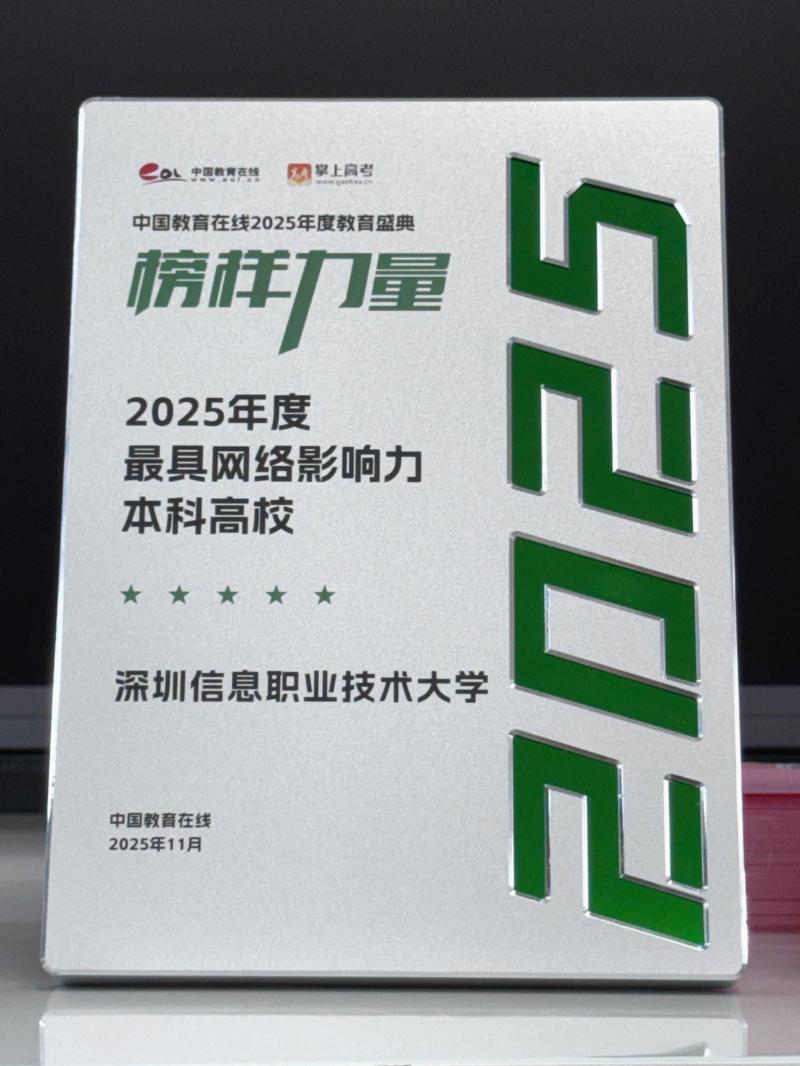 eol 中国教育在线
www.eol.cn
高考 掌上高考
www.gaokao.cn
中国教育在线2025年度教育盛典
榜样力量
2025年度
最具网络影响力
本科高校
深圳信息职业技术大学
中国教育在线
2025年11月
2025